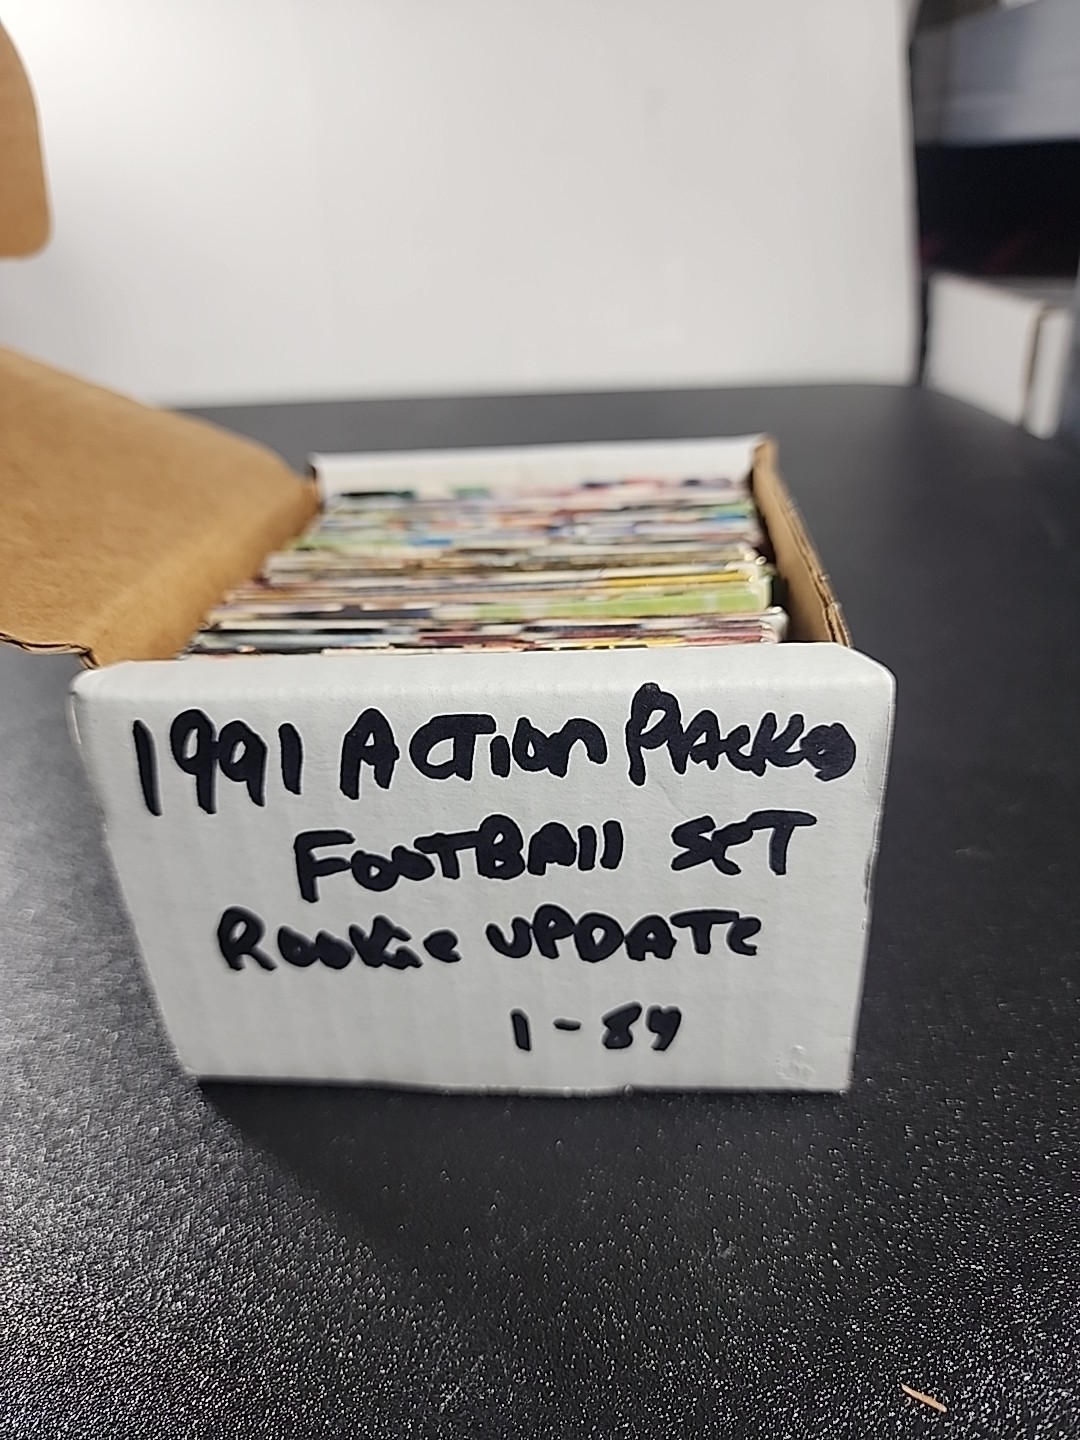 1991 Action Packed
Football Set
Rookie Update
1-84